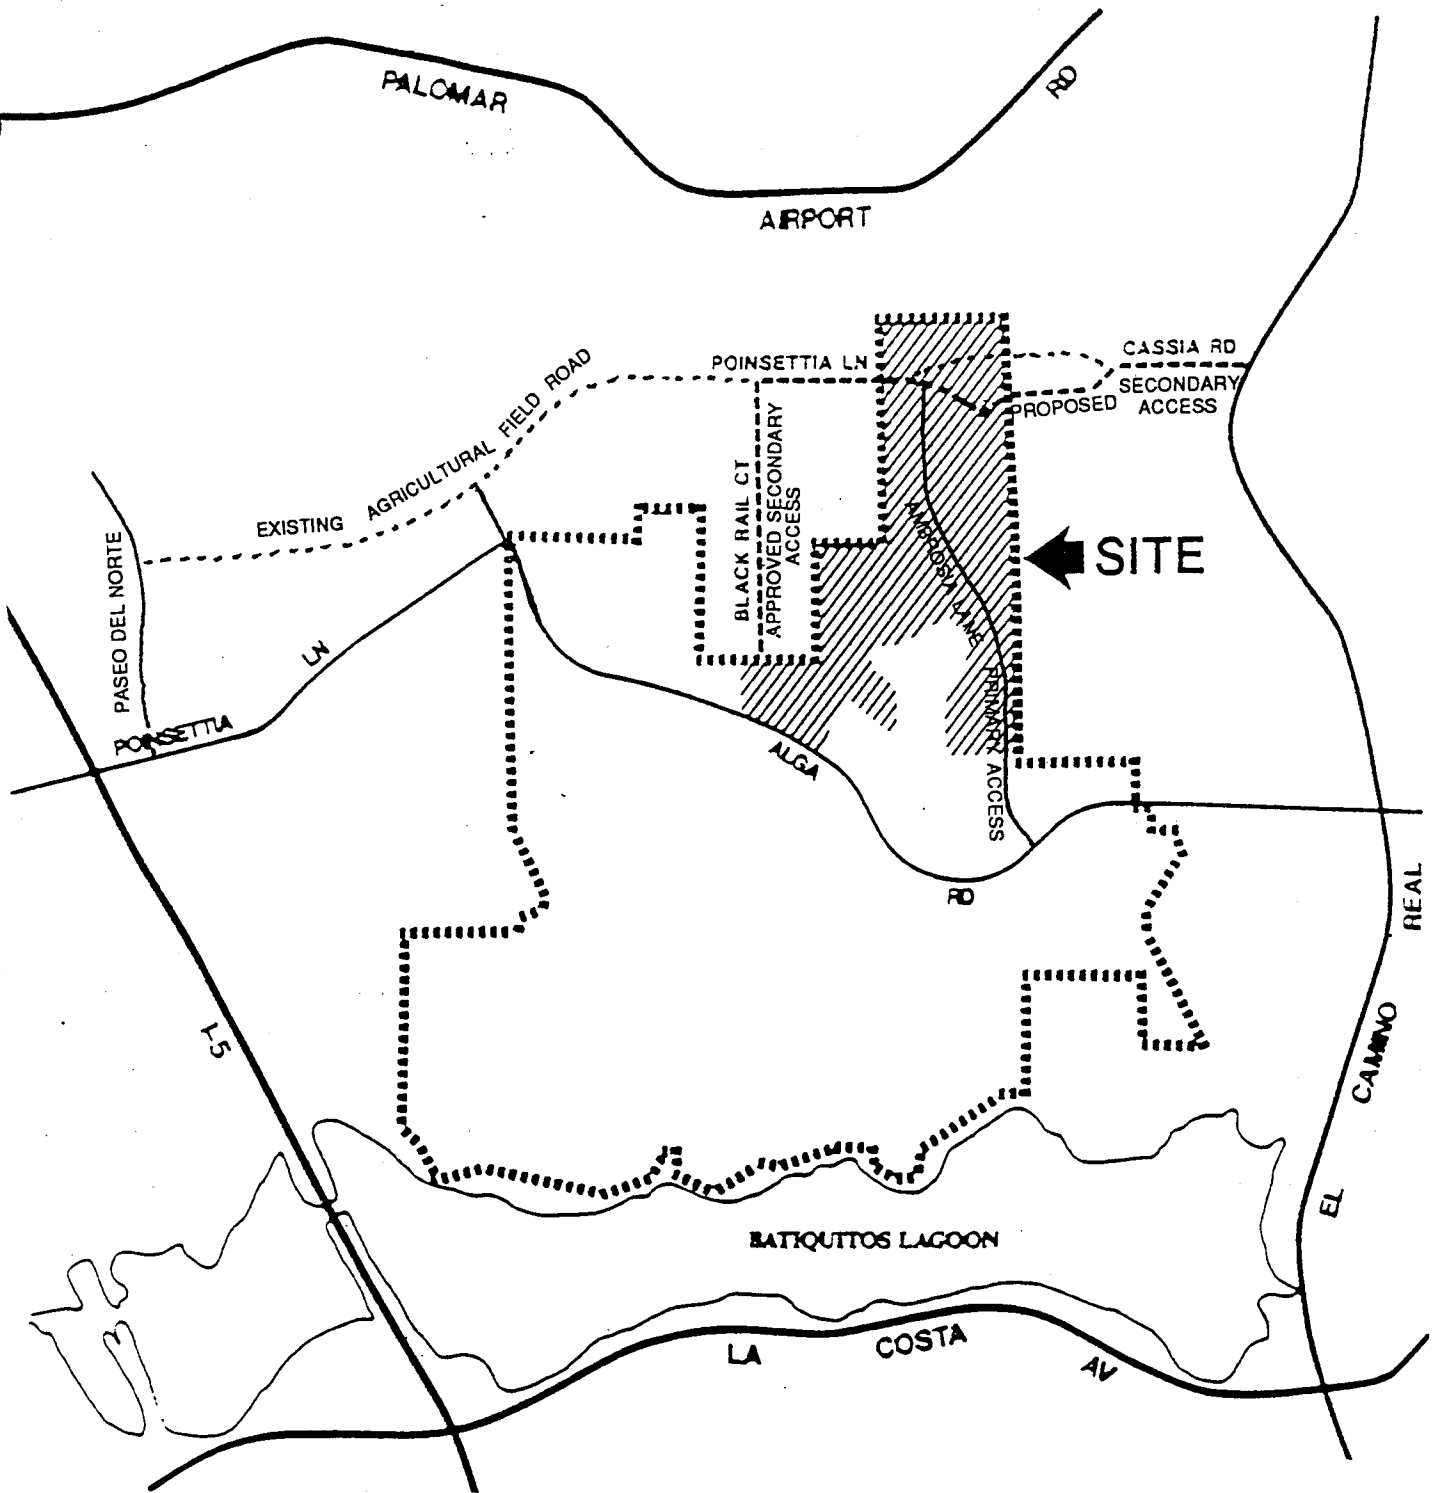 PALOMAR
RD
AIRPORT
POINSETTIA LN
CASSIA RD
SECONDARY
ACCESS
PROPOSED
EXISTING AGRICULTURAL FIELD ROAD
BLACK RAIL CT
APPROVED SECONDARY
ACCESS
AMBROSIA LANE PRIMARY ACCESS
SITE
PASEO DEL NORTE
LN
POINSETTIA
ALGA
RD
REAL
I-5
CAMINO
EL
BATIQUITOS LAGOON
LA
COSTA
AV